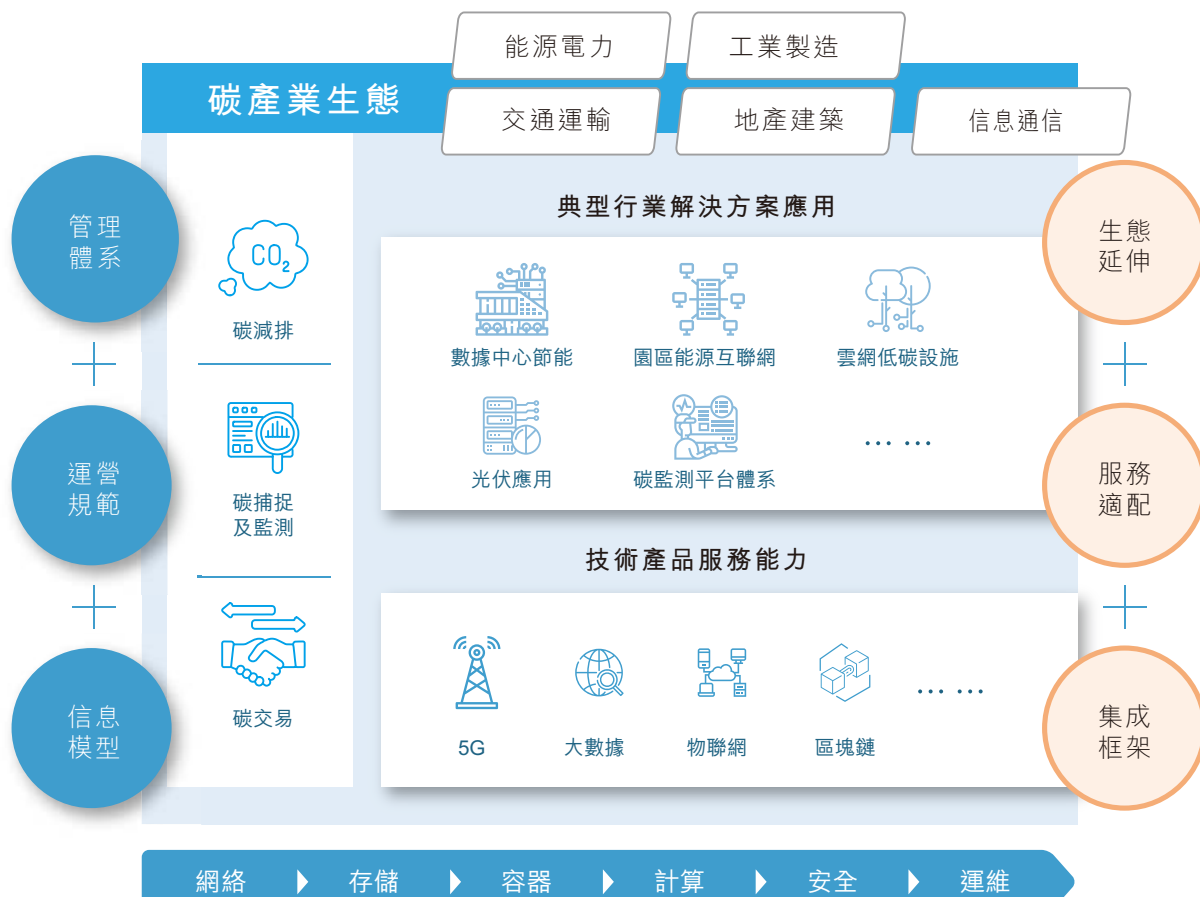 能源電力
工業製造
碳產業生態
交通運輸
地產建築
信息通信
管理
體系
運營
規範
信息
模型
CO2
碳減排
碳捕捉
及監測
碳交易
典型行業解決方案應用
數據中心節能
園區能源互聯網
雲網低碳設施
光伏應用
碳監測平台體系
... ...
技術產品服務能力
5G
大數據
物聯網
區塊鏈
... ...
生態
延伸
服務
適配
集成
框架
網絡
存儲
容器
計算
安全
運維